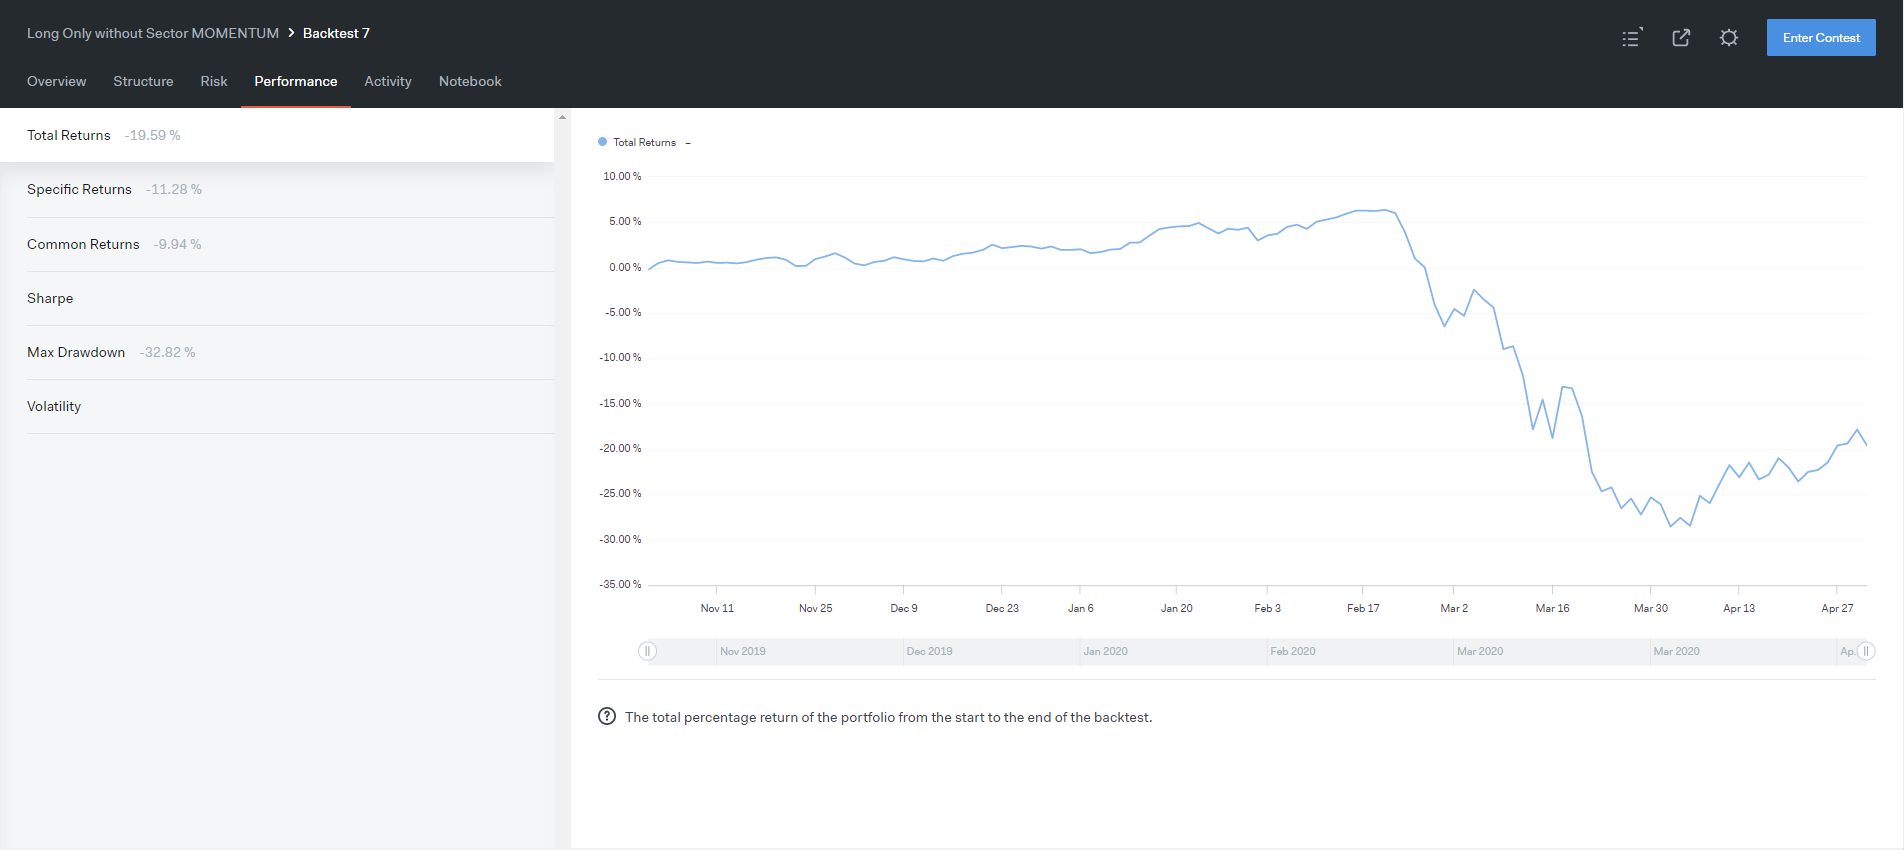 Long Only without Sector MOMENTUM > Backtest 7
Enter Contest
Overview Structure Risk Performance Activity Notebook
Total Returns -19.59 %
Specific Returns -11.28 %
Common Returns -9.94 %
Sharpe
Max Drawdown -32.82 %
Volatility
Total Returns –
10.00 %
5.00 %
0.00 %
-5.00 %
-10.00 %
-15.00 %
-20.00 %
-25.00 %
-30.00 %
-35.00 %
Nov 11 Nov 25 Dec 9 Dec 23 Jan 6 Jan 20 Feb 3 Feb 17 Mar 2 Mar 16 Mar 30 Apr 13 Apr 27
Nov 2019 Dec 2019 Jan 2020 Feb 2020 Mar 2020 Mar 2020 Ap.
? The total percentage return of the portfolio from the start to the end of the backtest.